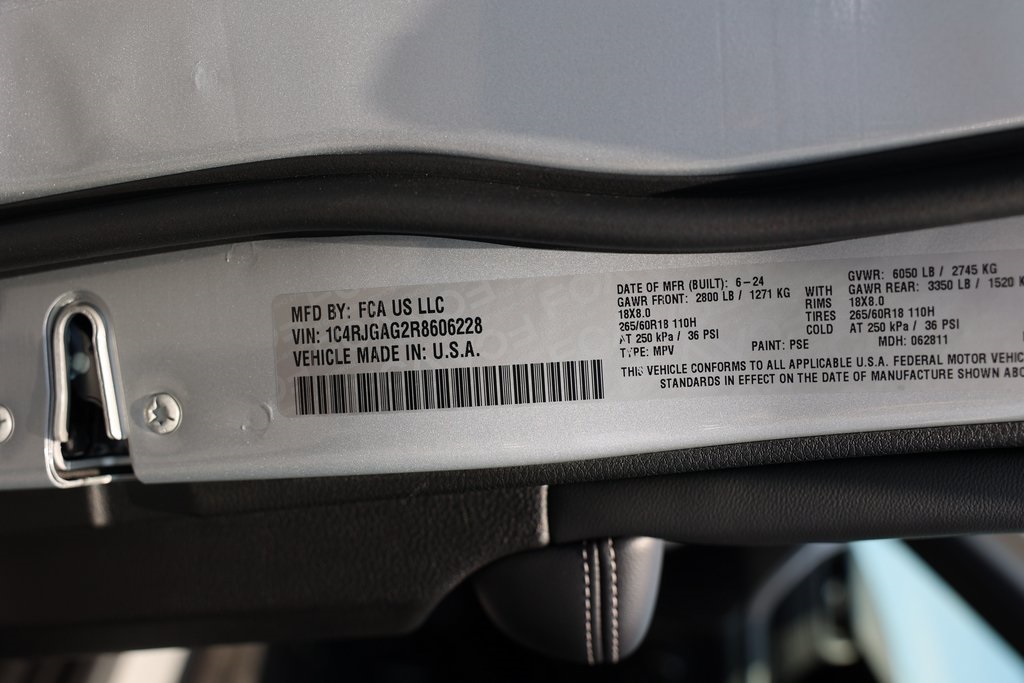 MFD BY: FCA US LLC
VIN: 1C4RJGAG2R8606228
VEHICLE MADE IN: U.S.A.
DATE OF MFR (BUILT): 6-24
GAWR FRONT: 2800 LB / 1271 KG
18X8.0
265/60R18 110H
AT 250 kPa / 36 PSI
TYPE: MPV
PAINT: PSE
WITH
RIMS
TIRES
COLD
GVWR: 6050 LB / 2745 KG
GAWR REAR: 3350 LB / 1520
18X8.0
265/60R18 110H
AT 250 kPa / 36 PSI
MDH: 062811
THIS VEHICLE CONFORMS TO ALL APPLICABLE U.S.A. FEDERAL MOTOR
STANDARDS IN EFFECT ON THE DATE OF MANUFACTURE SHOWN